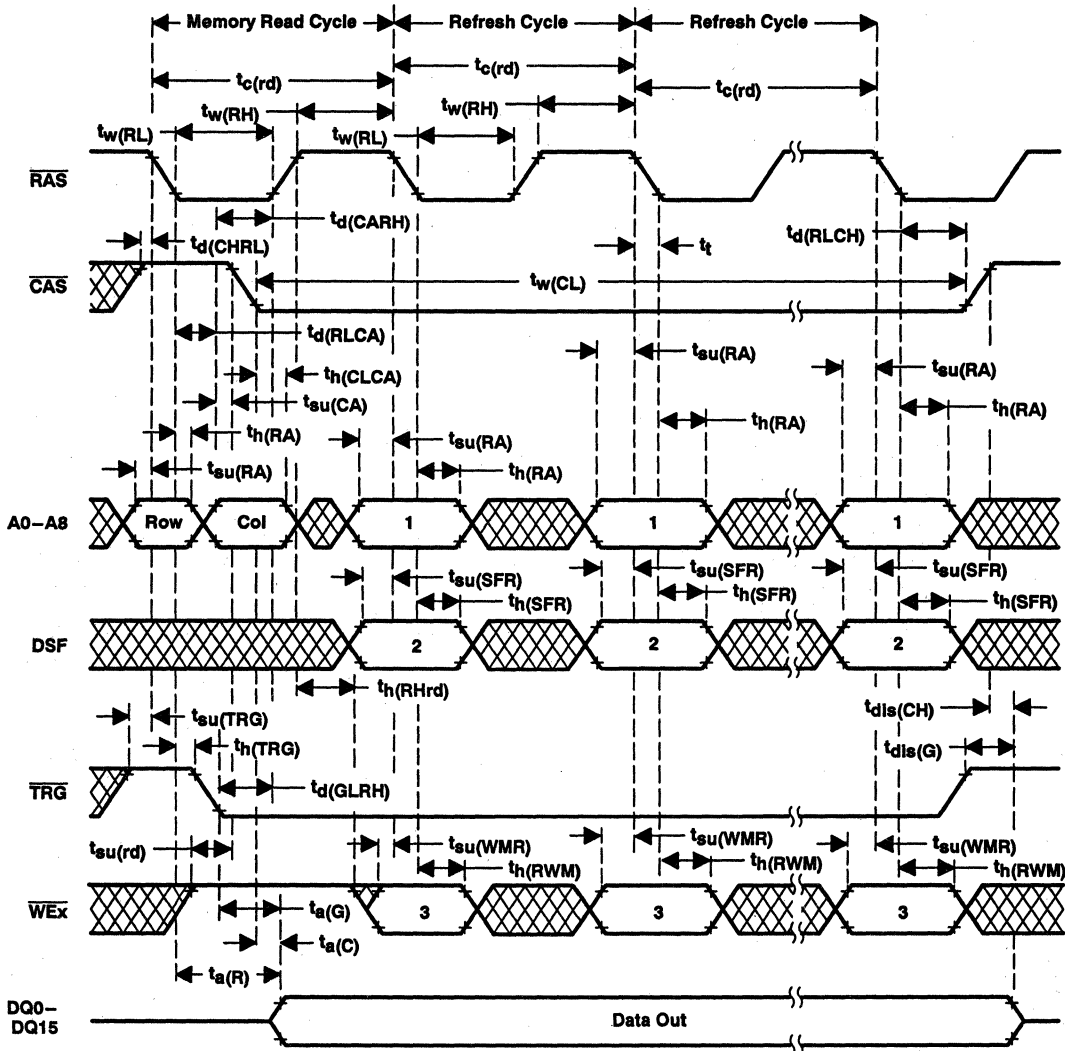 Memory Read Cycle Refresh Cycle Refresh Cycle
tc(rd) tc(rd) tc(rd)
tw(RH) tw(RH)
tw(RL) tw(RL)
RAS
td(CARH)
td(CHRL) tt td(RLCH)
CAS tw(CL)
td(RLCA)
tsu(RA) tsu(RA)
th(CLCA)
tsu(CA)
th(RA) th(RA) th(RA)
tsu(RA)
tsu(RA) th(RA)
A0–A8 Row Col 1 1 1
tsu(SFR) tsu(SFR) tsu(SFR)
th(SFR) th(SFR) th(SFR)
DSF 2 2 2
th(RHrd)
tsu(TRG) tdis(CH)
th(TRG) tdis(G)
TRG td(GLRH)
tsu(rd) tsu(WMR) tsu(WMR) tsu(WMR)
th(RWM) th(RWM) th(RWM)
WEx 3 3 3
ta(G)
ta(C)
ta(R)
DQ0–
DQ15 Data Out